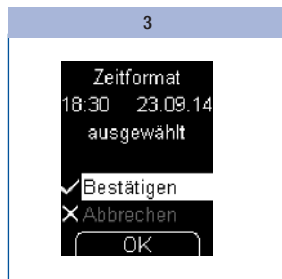 3
Zeitformat
18:30 23.09.14
ausgewählt
Bestätigen
Abbrechen
OK